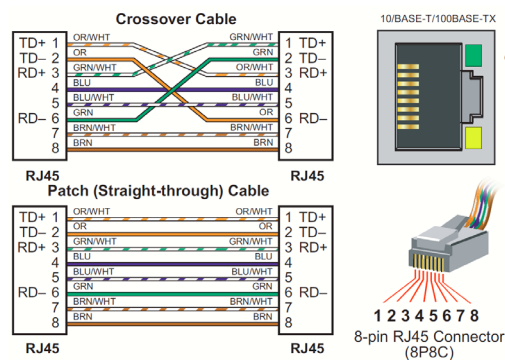 Crossover Cable
TD+ 1 OR/WHT GRN/WHT 1 TD+
TD– 2 OR GRN 2 TD–
RD+ 3 GRN/WHT OR/WHT 3 RD+
4 BLU BLU 4
5 BLU/WHT BLU/WHT 5
RD– 6 GRN OR 6 RD–
7 BRN/WHT BRN/WHT 7
8 BRN BRN 8
RJ45 RJ45
Patch (Straight-through) Cable
TD+ 1 OR/WHT OR/WHT 1 TD+
TD– 2 OR OR 2 TD–
RD+ 3 GRN/WHT GRN/WHT 3 RD+
4 BLU BLU 4
5 BLU/WHT BLU/WHT 5
RD– 6 GRN GRN 6 RD–
7 BRN/WHT BRN/WHT 7
8 BRN BRN 8
RJ45 RJ45
10/BASE-T/100BASE-TX
1 2 3 4 5 6 7 8
8-pin RJ45 Connector
(8P8C)